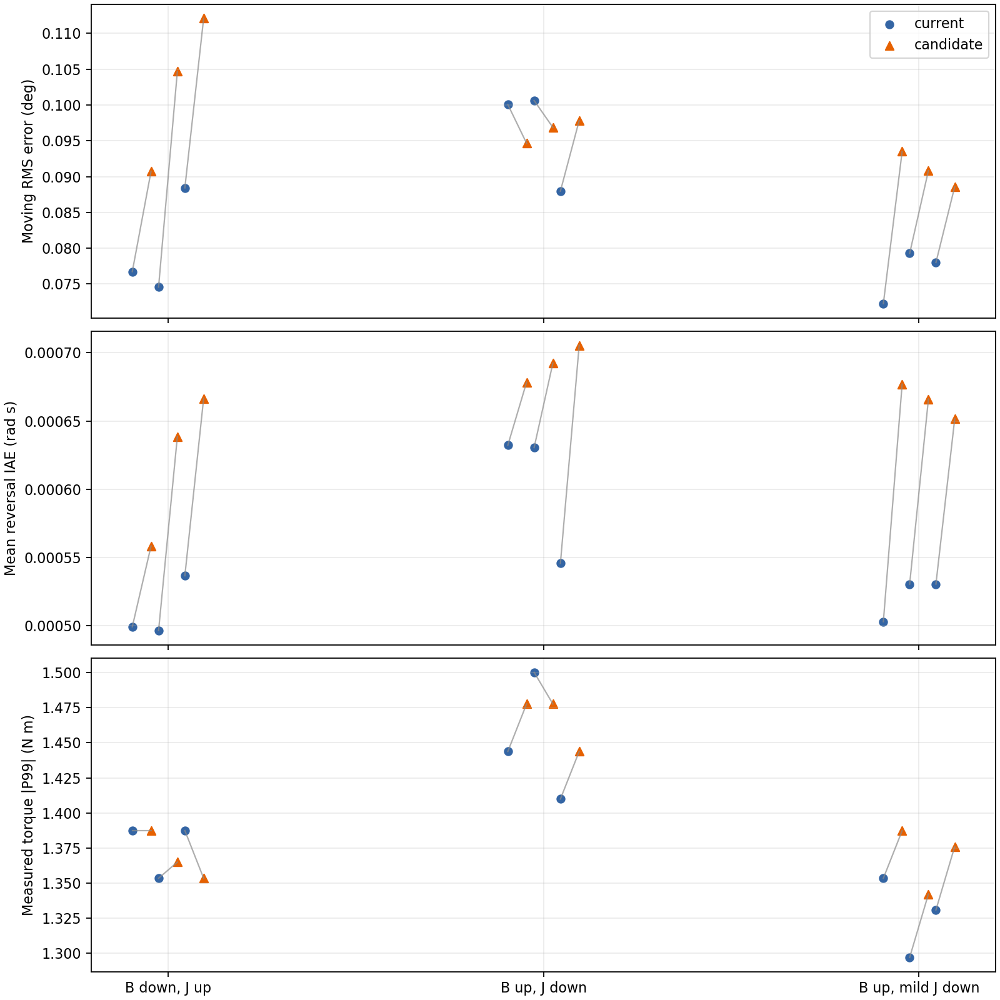 current
candidate
Moving RMS error (deg)
0.110
0.105
0.100
0.095
0.090
0.085
0.080
0.075
Mean reversal IAE (rad s)
0.00070
0.00065
0.00060
0.00055
0.00050
Measured torque |P99| (N m)
1.500
1.475
1.450
1.425
1.400
1.375
1.350
1.325
1.300
B down, J up
B up, J down
B up, mild J down